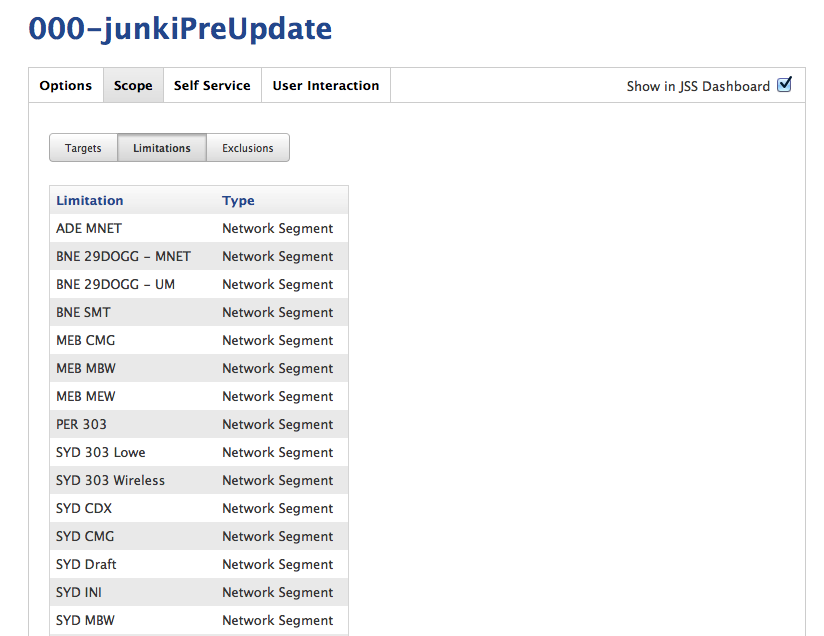 000-junkiPreUpdate
Options Scope Self Service User Interaction Show in JSS Dashboard
Targets Limitations Exclusions
Limitation Type
ADE MNET Network Segment
BNE 29DOGG - MNET Network Segment
BNE 29DOGG - UM Network Segment
BNE SMT Network Segment
MEB CMG Network Segment
MEB MBW Network Segment
MEB MEW Network Segment
PER 303 Network Segment
SYD 303 Lowe Network Segment
SYD 303 Wireless Network Segment
SYD CDX Network Segment
SYD CMG Network Segment
SYD Draft Network Segment
SYD INI Network Segment
SYD MBW Network Segment